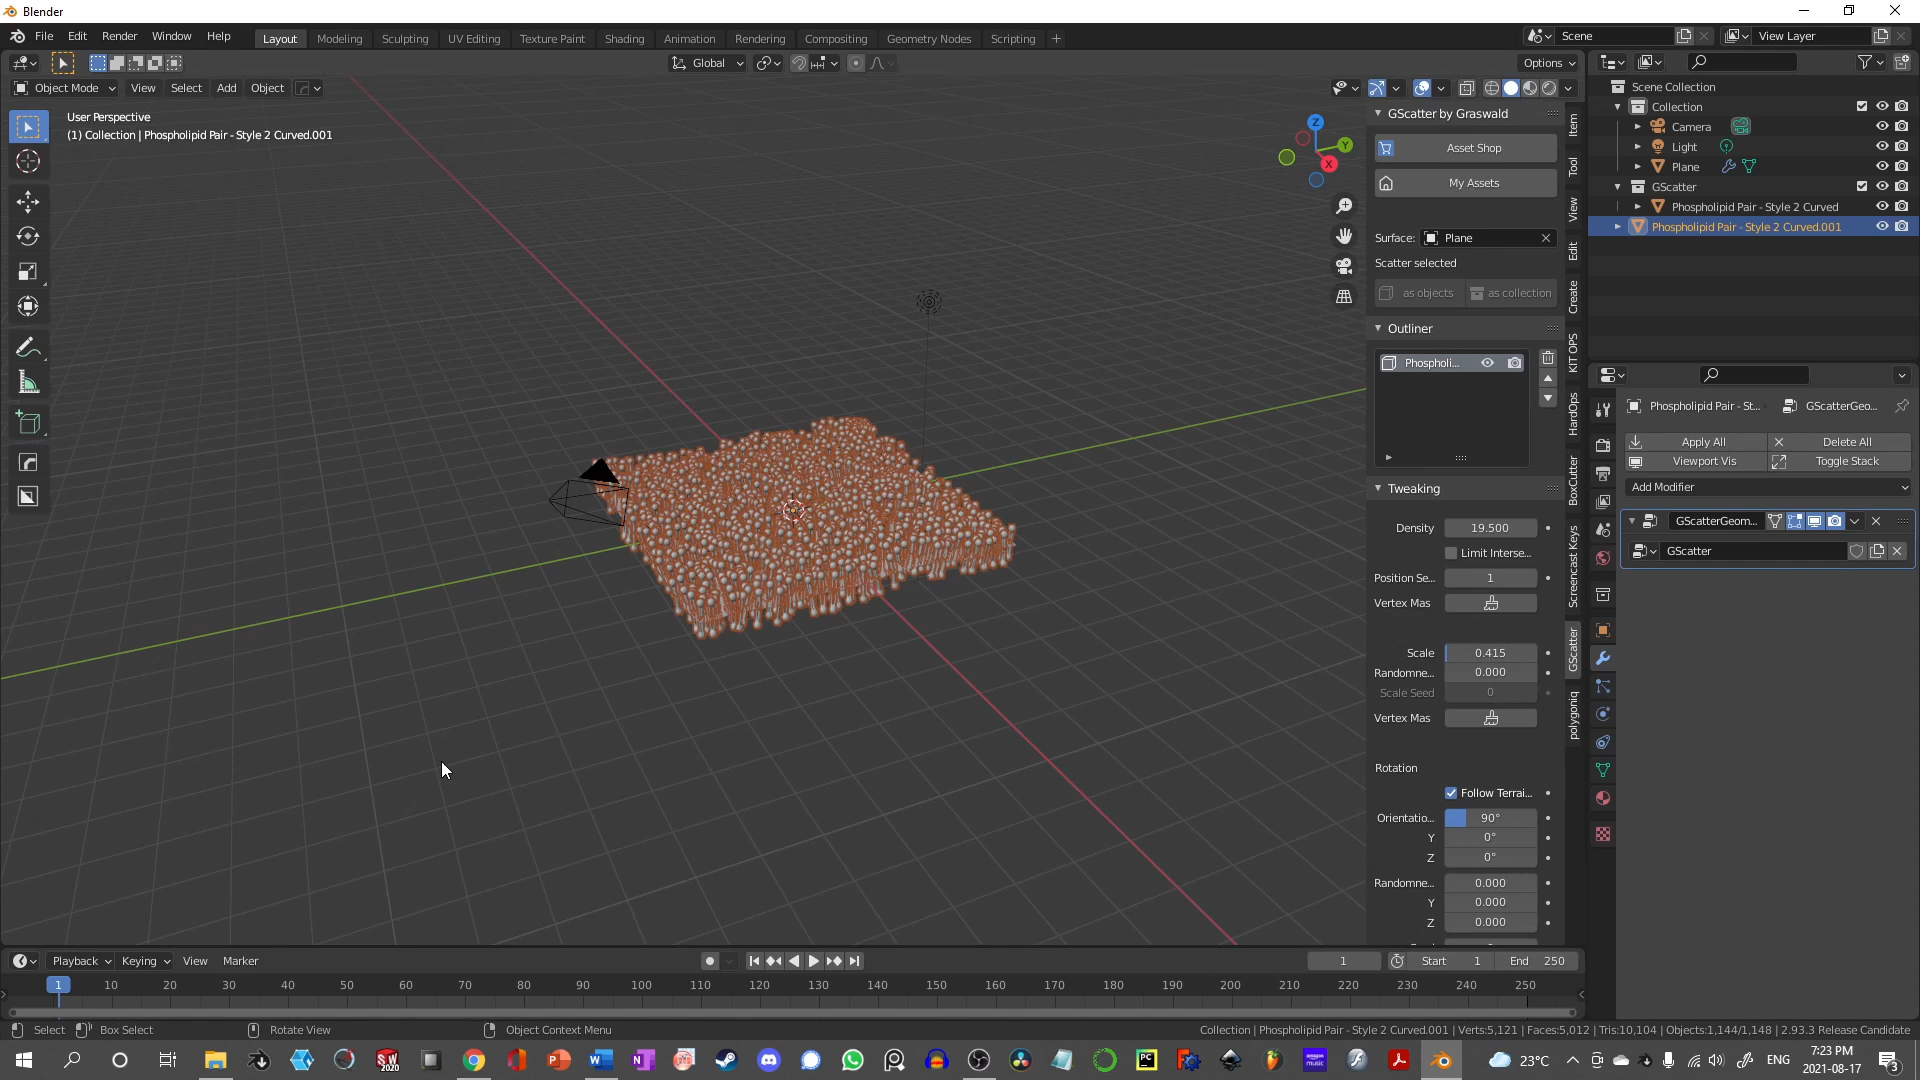 Blender
File Edit Render Window Help Layout Modeling Sculpting UV Editing Texture Paint Shading Animation Rendering Compositing Geometry Nodes Scripting + Scene View Layer
Global Options
Object Mode View Select Add Object
User Perspective
(1) Collection | Phospholipid Pair - Style 2 Curved.001
Z
Y
X
GScatter by Graswald
Asset Shop
My Assets
Surface: Plane
Scatter selected
as objects as collection
Outliner
Phospholi...
Tweaking
Density 19.500
Limit Interse...
Position Se... 1
Vertex Mas
Scale 0.415
Randomne... 0.000
Scale Seed 0
Vertex Mas
Rotation
Follow Terrai...
Orientatio... 90°
Y 0°
Z 0°
Randomne... 0.000
Y 0.000
Z 0.000
Item
Tool
View
Edit
Create
KIT OPS
HardOps
BoxCutter
Screencast Keys
GScatter
polygoniq
Scene Collection
Collection
Camera
Light
Plane
GScatter
Phospholipid Pair - Style 2 Curved
Phospholipid Pair - Style 2 Curved.001
Phospholipid Pair - St... GScatterGeo...
Apply All Delete All
Viewport Vis Toggle Stack
Add Modifier
GScatterGeom...
GScatter
Playback Keying View Marker 1 Start 1 End 250
1 10 20 30 40 50 60 70 80 90 100 110 120 130 140 150 160 170 180 190 200 210 220 230 240 250
Select Box Select Rotate View Object Context Menu Collection | Phospholipid Pair - Style 2 Curved.001 | Verts:5,121 | Faces:5,012 | Tris:10,104 | Objects:1,144/1,148 | 2.93.3 Release Candidate
23°C ENG 7:23 PM
2021-08-17
3